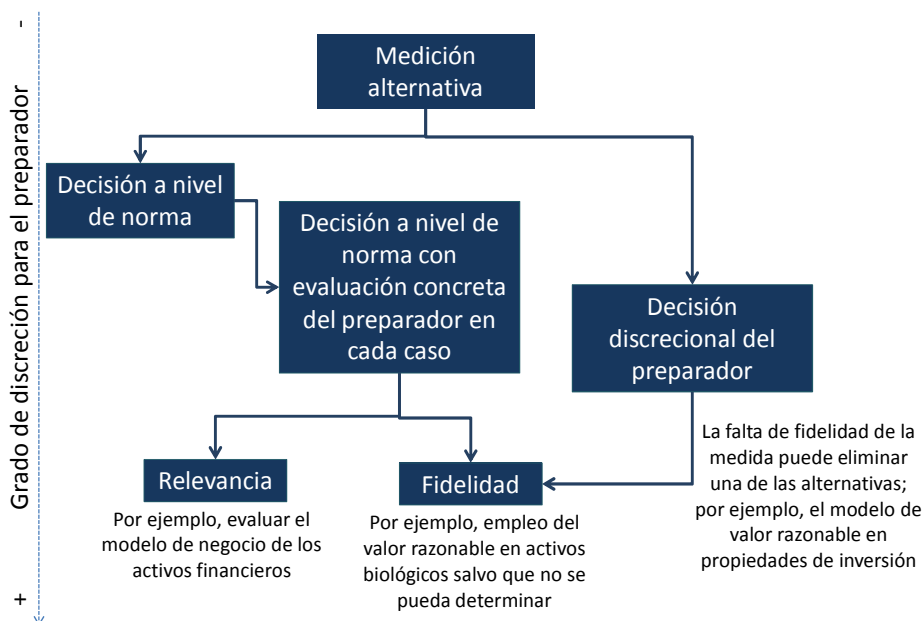 -
Grado de discreción para el preparador
+
Medición
alternativa
Decisión a nivel
de norma
Decisión a nivel de
norma con
evaluación concreta
del preparador en
cada caso
Decisión
discrecional del
preparador
Relevancia
Por ejemplo, evaluar el
modelo de negocio de los
activos financieros
Fidelidad
Por ejemplo, empleo del
valor razonable en activos
biológicos salvo que no se
pueda determinar
La falta de fidelidad de la
medida puede eliminar
una de las alternativas;
por ejemplo, el modelo de
valor razonable en
propiedades de inversión